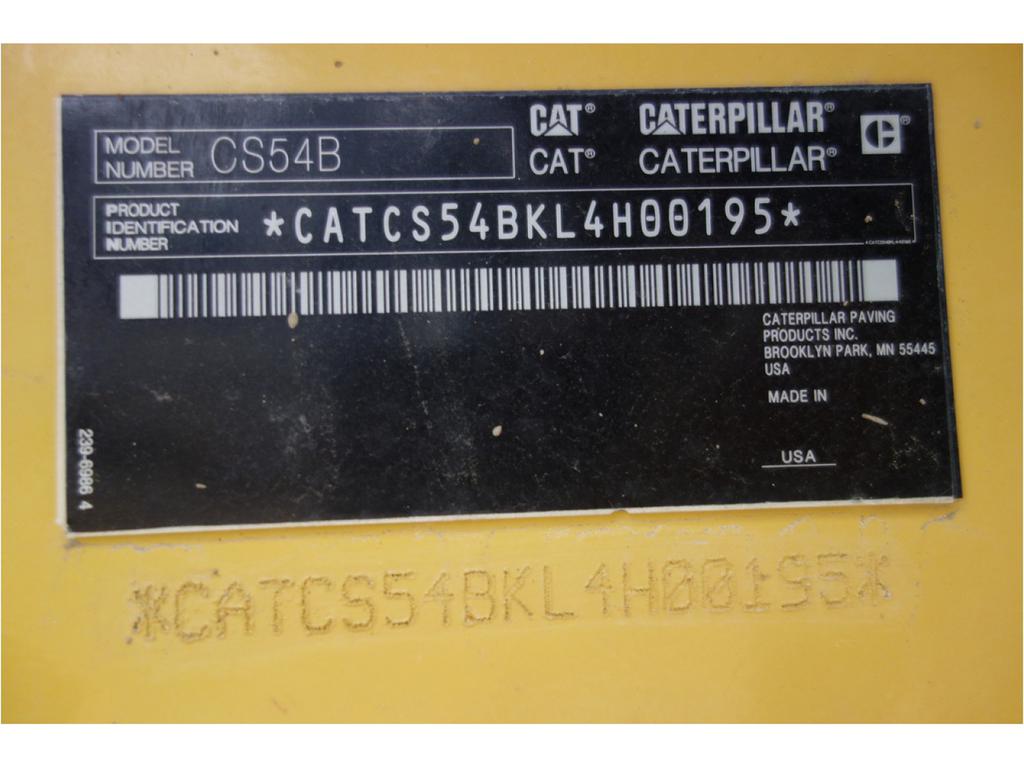 CAT® CATERPILLAR®
MODEL NUMBER CS54B
CAT® CATERPILLAR®
PRODUCT IDENTIFICATION NUMBER *CATCS54BKL4H00195*
CATERPILLAR PAVING
PRODUCTS INC.
BROOKLYN PARK, MN 55445
USA
MADE IN
USA
239-6986 4
*CATCS54BKL4H00195*